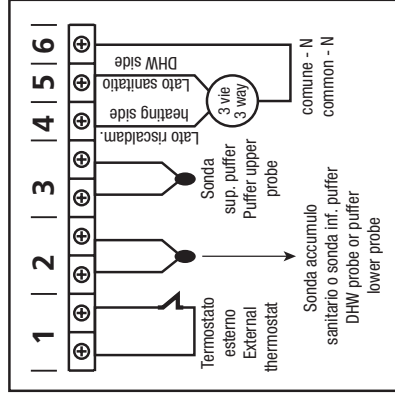 1 2 3 4 5 6
Termostato
esterno
External
thermostat
Sonda accumulo
sanitario o sonda inf. puffer
DHW probe or puffer
lower probe
Sonda
sup. puffer
Puffer upper
probe
Lato riscaldam.
heating side
Lato sanitatio
DHW side
3 vie
3 way
comune - N
common - N